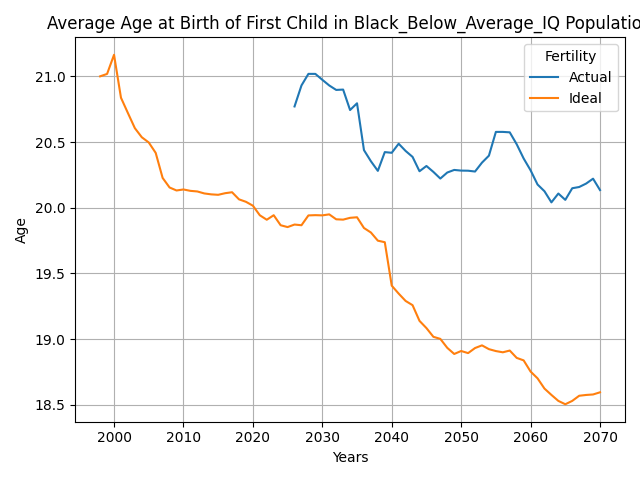 Average Age at Birth of First Child in Black_Below_Average_IQ Populatio
Fertility
Actual
Ideal
21.0
20.5
20.0
19.5
19.0
18.5
Age
2000 2010 2020 2030 2040 2050 2060 2070
Years